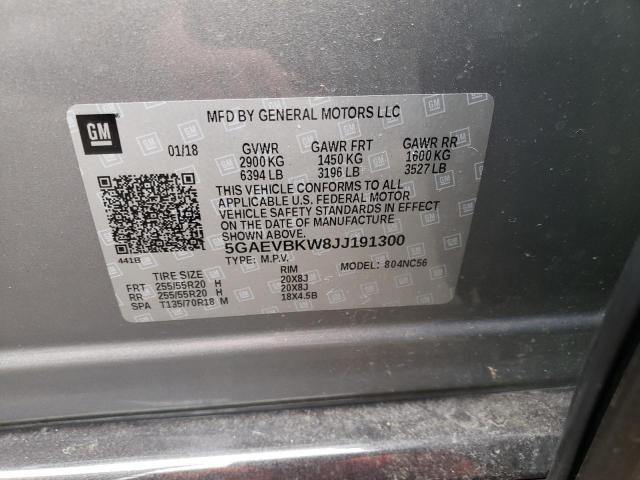 MFD BY GENERAL MOTORS LLC
GM
01/18 GVWR GAWR FRT GAWR RR
2900 KG 1450 KG 1600 KG
6394 LB 3196 LB 3527 LB
THIS VEHICLE CONFORMS TO ALL
APPLICABLE U.S. FEDERAL MOTOR
VEHICLE SAFETY STANDARDS IN EFFECT
ON THE DATE OF MANUFACTURE
SHOWN ABOVE.
441B 5GAEVBKW8JJ191300
TYPE: M.P.V. MODEL: 804NC56
TIRE SIZE RIM
FRT 255/55R20 H 20X8J
RR 255/55R20 H 20X8J
SPA T135/70R18 M 18X4.5B